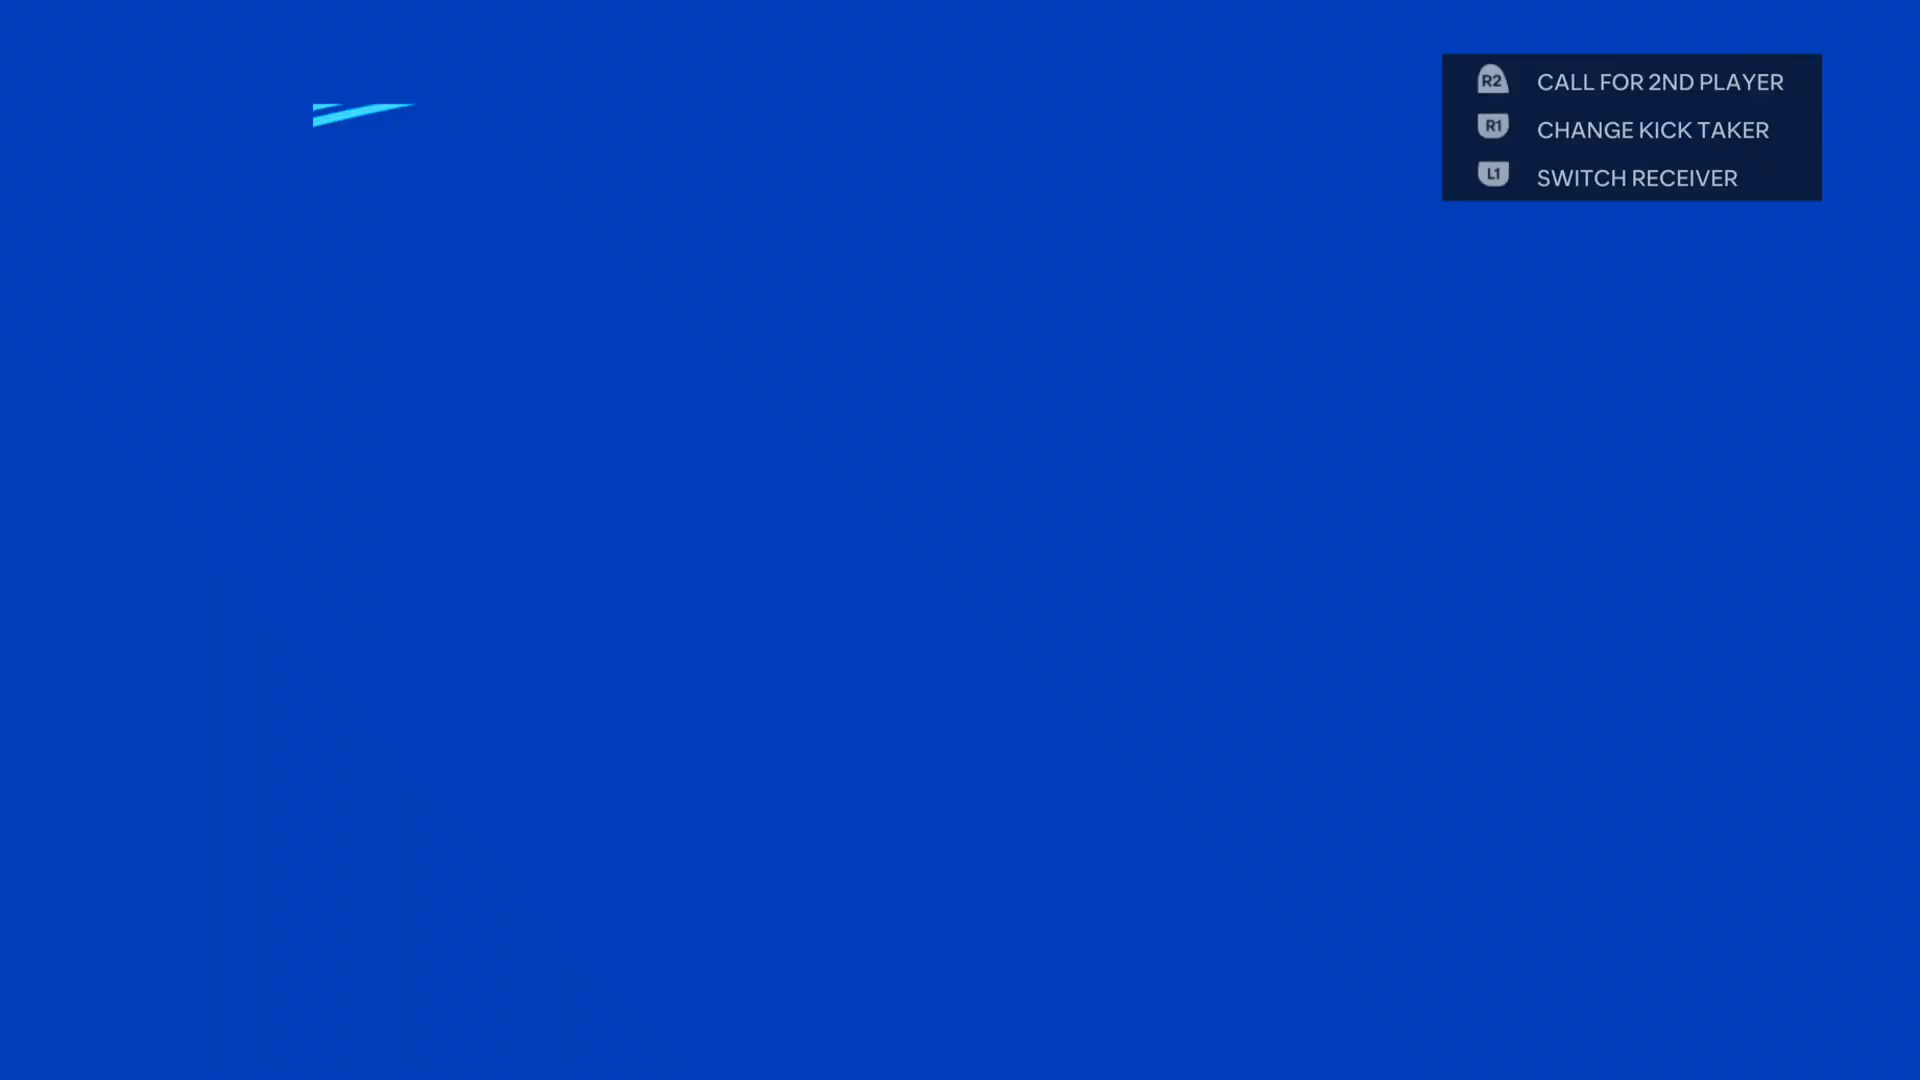 R2 CALL FOR 2ND PLAYER
R1 CHANGE KICK TAKER
L1 SWITCH RECEIVER